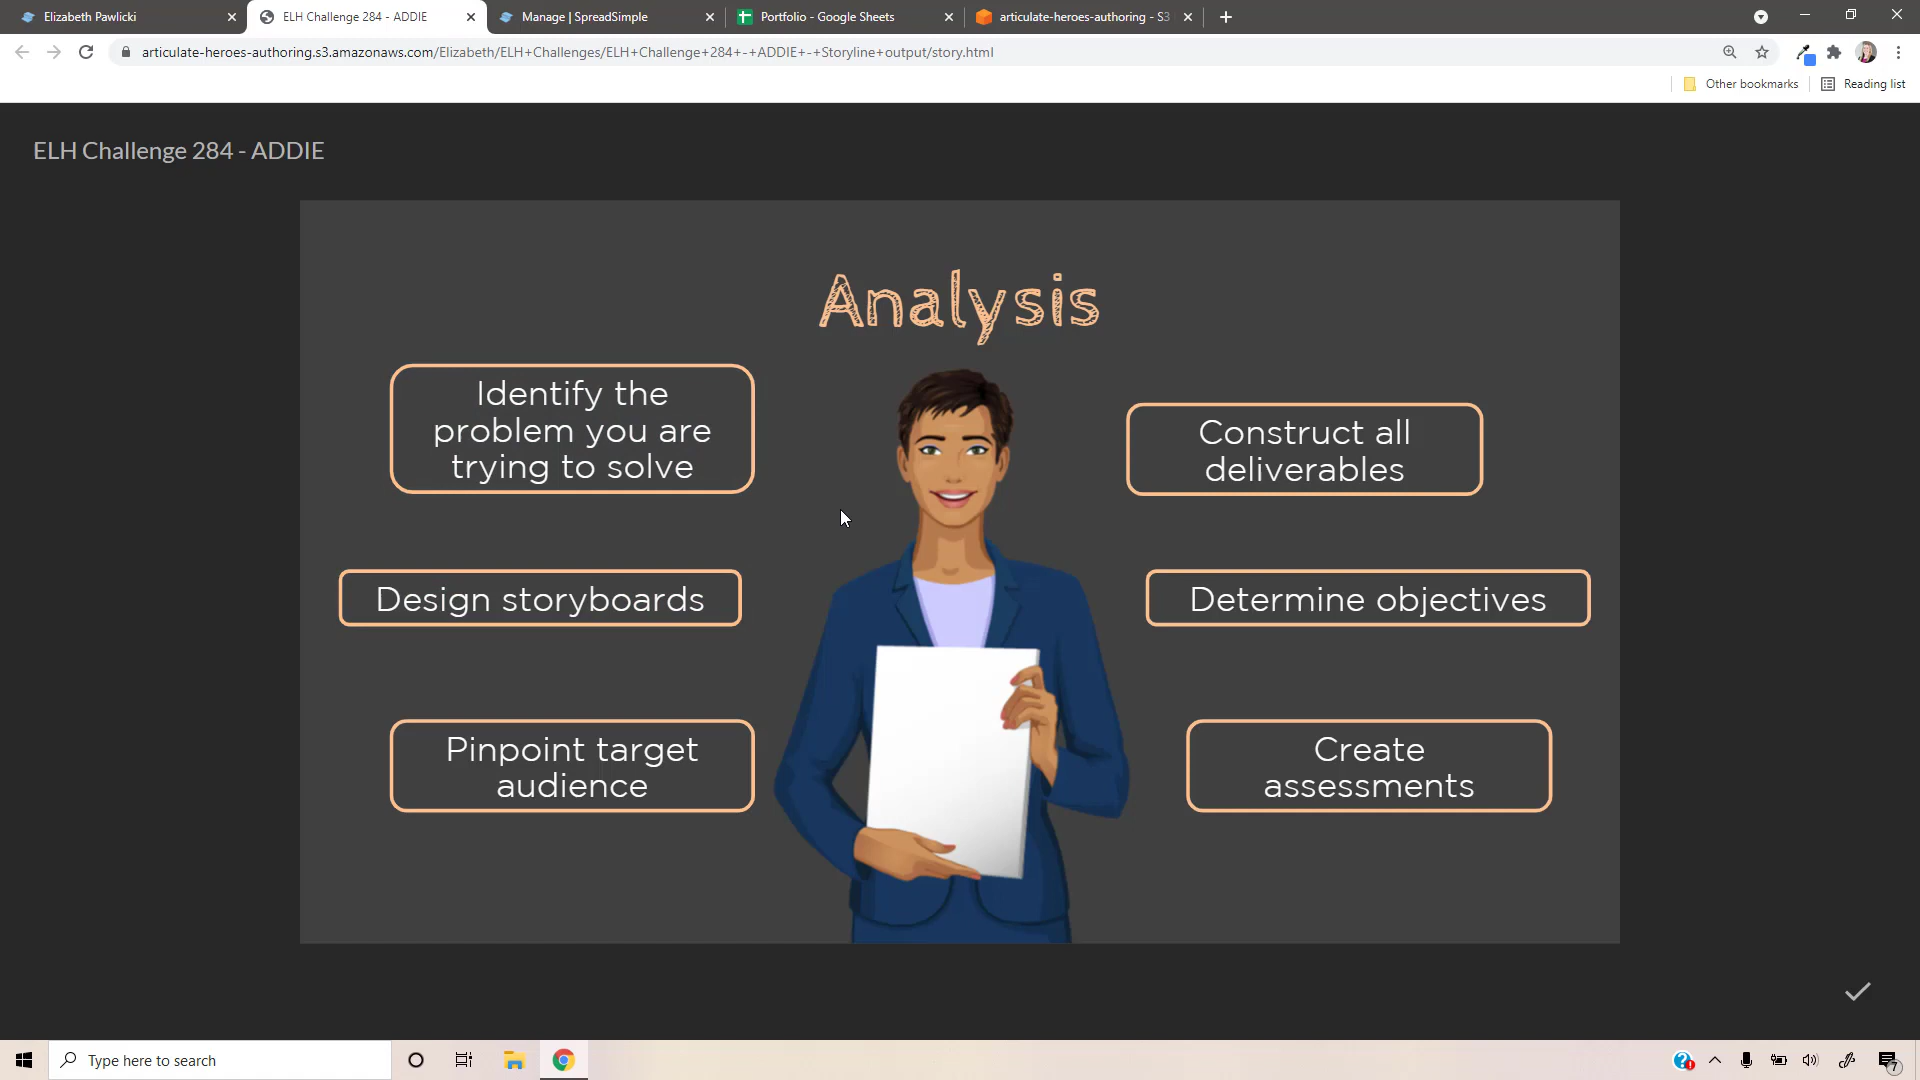 Elizabeth Pawlicki
ELH Challenge 284 - ADDIE
Manage | SpreadSimple
Portfolio - Google Sheets
articulate-heroes-authoring - S3
articulate-heroes-authoring.s3.amazonaws.com/Elizabeth/ELH+Challenges/ELH+Challenge+284+-+ADDIE+-+Storyline+output/story.html
Other bookmarks
Reading list
ELH Challenge 284 - ADDIE
Analysis
Identify the
problem you are
trying to solve
Construct all
deliverables
Design storyboards
Determine objectives
Pinpoint target
audience
Create
assessments
Type here to search
7